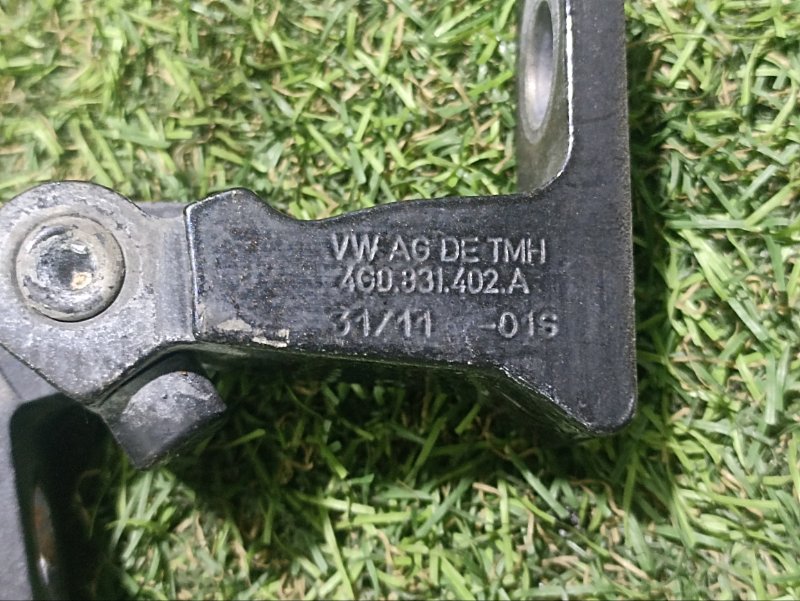 VW AG DE TMH
4G0.831.402.A
31/11 -01S